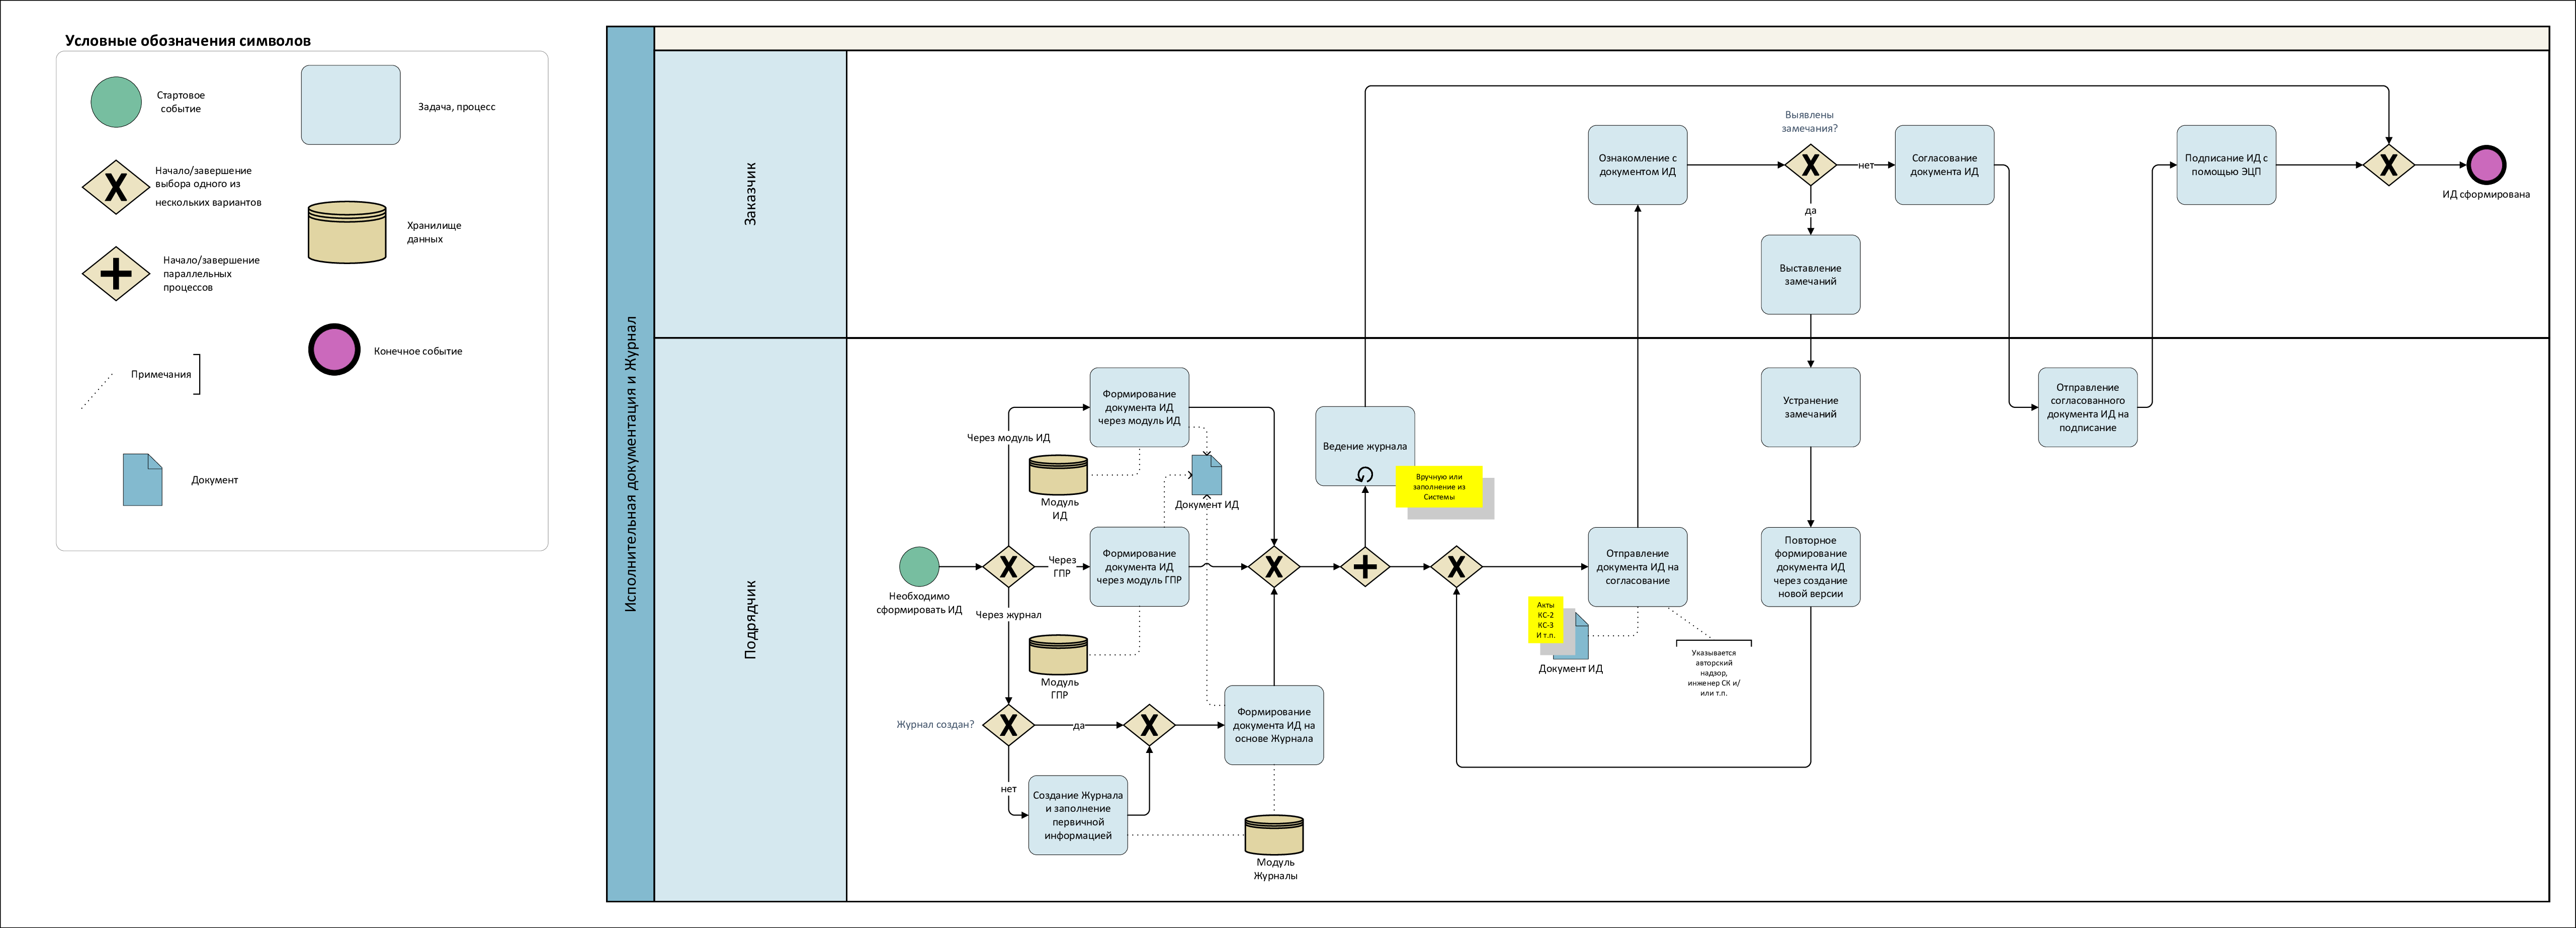 Условные обозначения символов
Стартовое
событие
Задача, процесс
Начало/завершение
выбора одного из
нескольких вариантов
Хранилище
данных
Начало/завершение
параллельных
процессов
Конечное событие
Примечания
Документ
Исполнительная документация и Журнал
Заказчик
Ознакомление с
документом ИД
Выявлены
замечания?
нет
да
Согласование
документа ИД
Подписание ИД с
помощью ЭЦП
ИД сформирована
Выставление
замечаний
Подрядчик
Необходимо
сформировать ИД
Через модуль ИД
Через
ГПР
Через журнал
Формирование
документа ИД
через модуль ИД
Модуль
ИД
Документ ИД
Формирование
документа ИД
через модуль ГПР
Модуль
ГПР
Журнал создан?
да
нет
Создание Журнала
и заполнение
первичной
информацией
Формирование
документа ИД на
основе Журнала
Модуль
Журналы
Ведение журнала
Вручную или
заполнение из
Системы
Отправление
документа ИД на
согласование
Акты
КС-2
КС-3
И т.п.
Документ ИД
Указывается
авторский
надзор,
инженер СК и/
или т.п.
Устранение
замечаний
Повторное
формирование
документа ИД
через создание
новой версии
Отправление
согласованного
документа ИД на
подписание